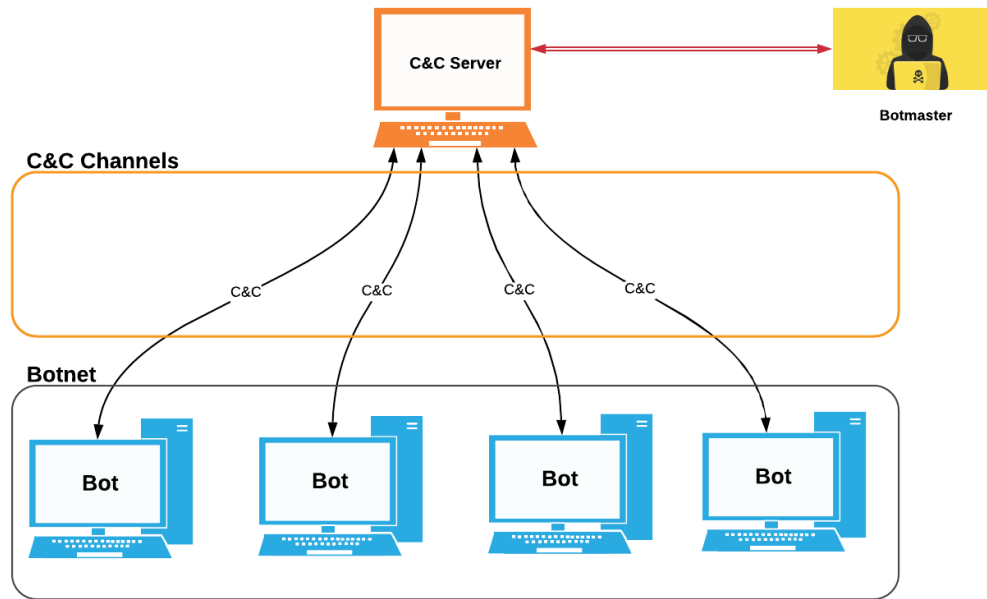 C&C Server
Botmaster
C&C Channels
C&C
C&C
C&C
C&C
Botnet
Bot
Bot
Bot
Bot